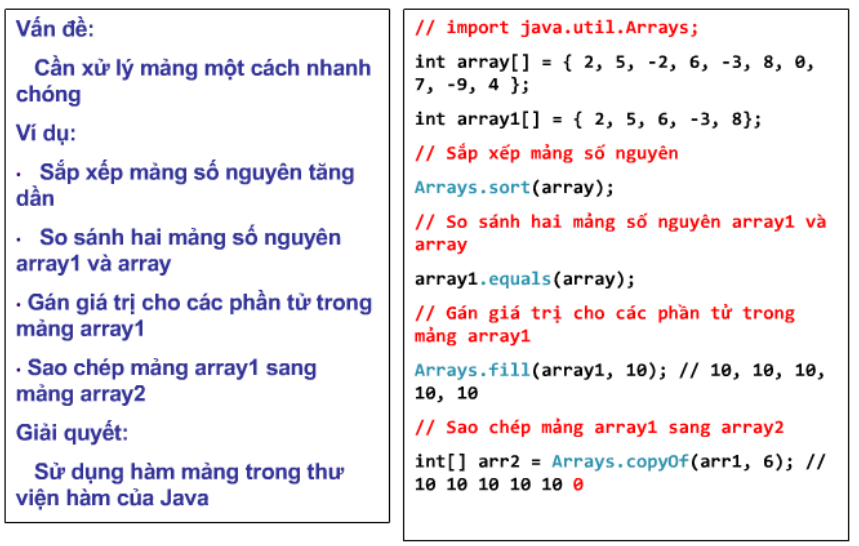 Vấn đề:
Cần xử lý mảng một cách nhanh
chóng
Ví dụ:
· Sắp xếp mảng số nguyên tăng
dần
· So sánh hai mảng số nguyên
array1 và array
· Gán giá trị cho các phần tử trong
mảng array1
· Sao chép mảng array1 sang
mảng array2
Giải quyết:
Sử dụng hàm mảng trong thư
viện hàm của Java
// import java.util.Arrays;
int array[] = { 2, 5, -2, 6, -3, 8, 0,
7, -9, 4 };
int array1[] = { 2, 5, 6, -3, 8};
// Sắp xếp mảng số nguyên
Arrays.sort(array);
// So sánh hai mảng số nguyên array1 và
array
array1.equals(array);
// Gán giá trị cho các phần tử trong
mảng array1
Arrays.fill(array1, 10); // 10, 10, 10,
10, 10
// Sao chép mảng array1 sang array2
int[] arr2 = Arrays.copyOf(arr1, 6); //
10 10 10 10 10 0